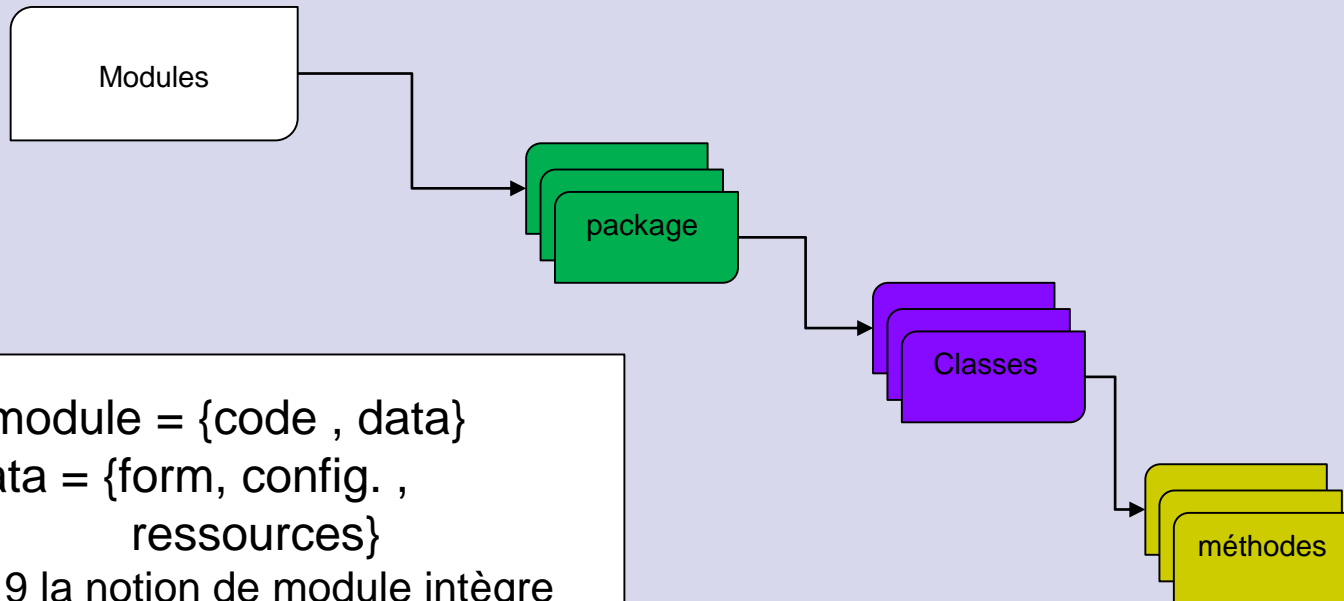 Modules
package
Classes
module = {code , data}
ata = {form, config. ,
ressources}
9 la notion de module intègre
méthodes